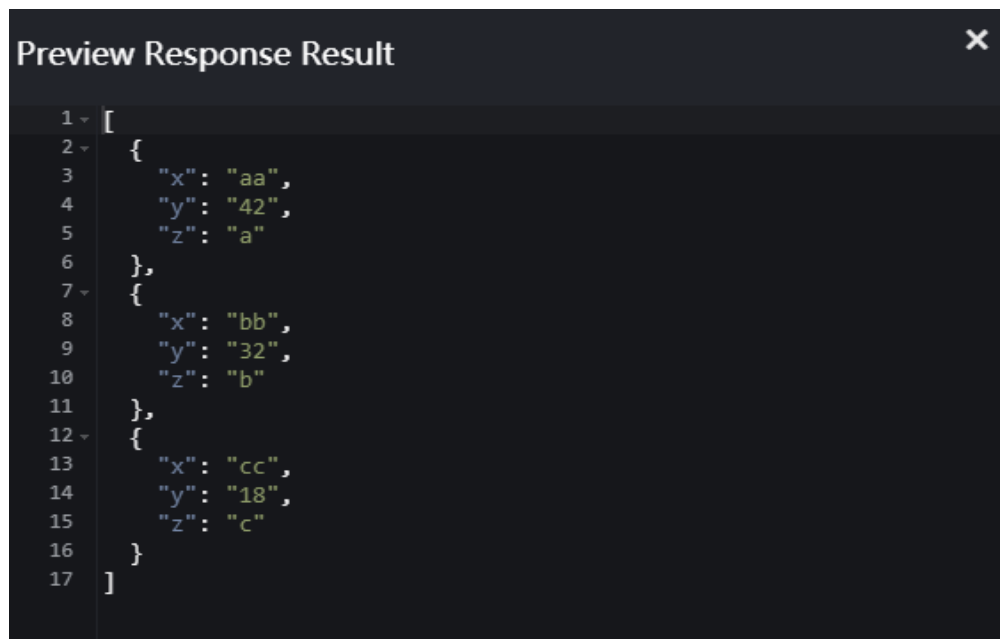 Preview Response Result
×
1 [
2 {
3 "x": "aa",
4 "y": "42",
5 "z": "a"
6 },
7 {
8 "x": "bb",
9 "y": "32",
10 "z": "b"
11 },
12 {
13 "x": "cc",
14 "y": "18",
15 "z": "c"
16 }
17 ]